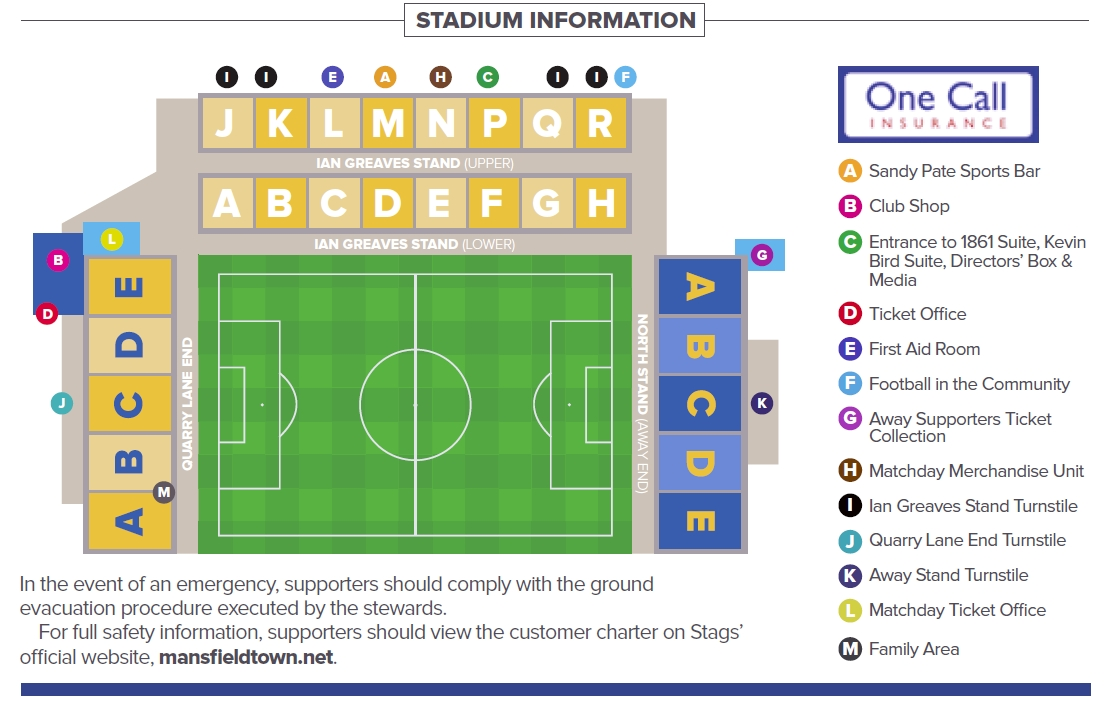 STADIUM INFORMATION
I I E A H C I I F
J K L M N P Q R
IAN GREAVES STAND (UPPER)
A B C D E F G H
IAN GREAVES STAND (LOWER)
L
B
D
J
M
E
D
C
B
A
QUARRY LANE END
NORTH STAND (AWAY END)
A
B
C
D
E
G
K
One Call
INSURANCE
A Sandy Pate Sports Bar
B Club Shop
C Entrance to 1861 Suite, Kevin
Bird Suite, Directors' Box &
Media
D Ticket Office
E First Aid Room
F Football in the Community
G Away Supporters Ticket
Collection
H Matchday Merchandise Unit
I Ian Greaves Stand Turnstile
J Quarry Lane End Turnstile
K Away Stand Turnstile
L Matchday Ticket Office
M Family Area
In the event of an emergency, supporters should comply with the ground
evacuation procedure executed by the stewards.
For full safety information, supporters should view the customer charter on Stags'
official website, mansfieldtown.net.